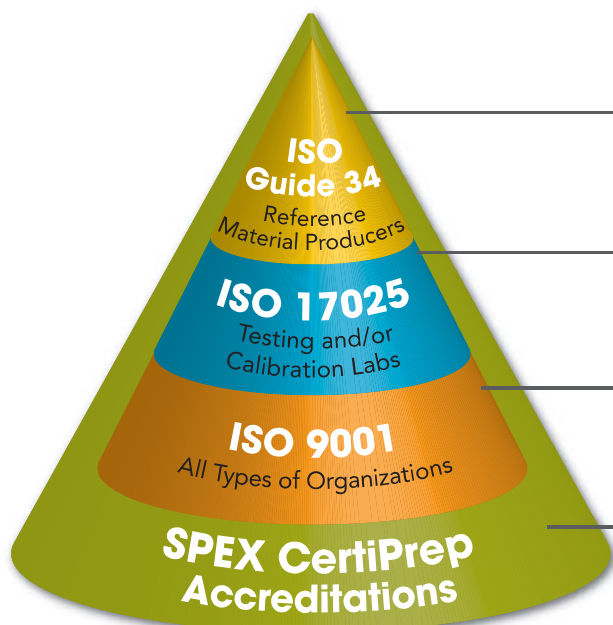 ISO
Guide 34
Reference
Material Producers
ISO 17025
Testing and/or
Calibration Labs
ISO 9001
All Types of Organizations
SPEX CertiPrep
Accreditations